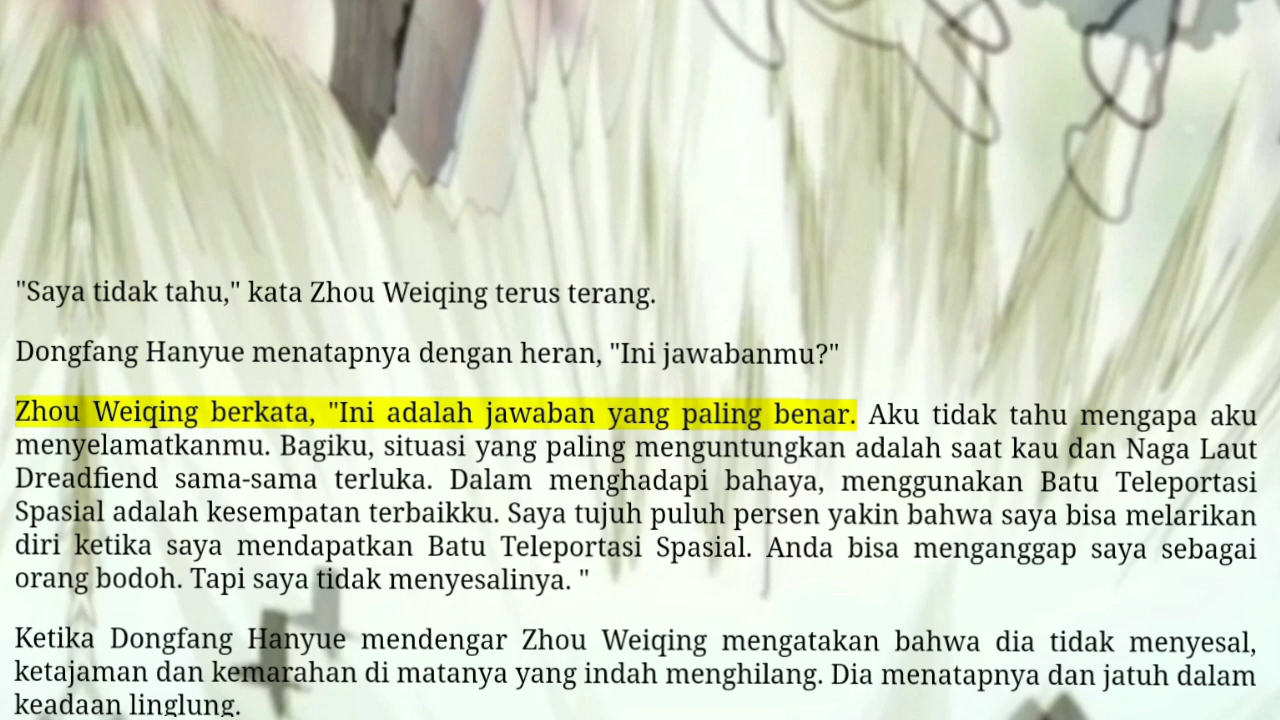 "Saya tidak tahu," kata Zhou Weiqing terus terang.
Dongfang Hanyue menatapnya dengan heran, "Ini jawabanmu?"
Zhou Weiqing berkata, "Ini adalah jawaban yang paling benar. Aku tidak tahu mengapa aku
menyelamatkanmu. Bagiku, situasi yang paling menguntungkan adalah saat kau dan Naga Laut
Dreadfiend sama-sama terluka. Dalam menghadapi bahaya, menggunakan Batu Teleportasi
Spasial adalah kesempatan terbaikku. Saya tujuh puluh persen yakin bahwa saya bisa melarikan
diri ketika saya mendapatkan Batu Teleportasi Spasial. Anda bisa menganggap saya sebagai
orang bodoh. Tapi saya tidak menyesalinya. "
Ketika Dongfang Hanyue mendengar Zhou Weiqing mengatakan bahwa dia tidak menyesal,
ketajaman dan kemarahan di matanya yang indah menghilang. Dia menatapnya dan jatuh dalam
keadaan linglung.